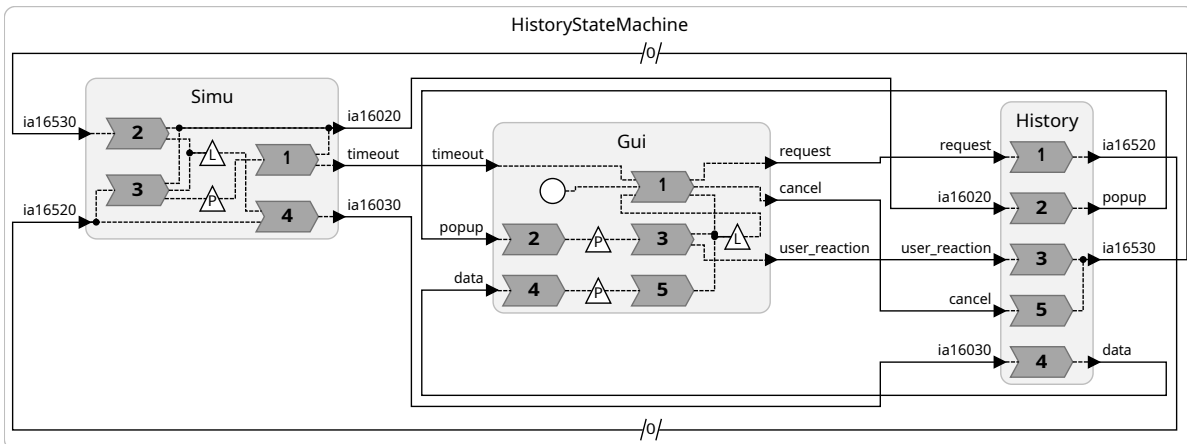 HistoryStateMachine
/0/
Simu
ia16530
2
ia16020
L
1
timeout
3
P
ia16520
4
ia16030
Gui
timeout
1
request
cancel
popup
2
P
3
L
user_reaction
data
4
P
5
History
request
1
ia16520
ia16020
2
popup
user_reaction
3
ia16530
cancel
5
ia16030
4
data
/0/